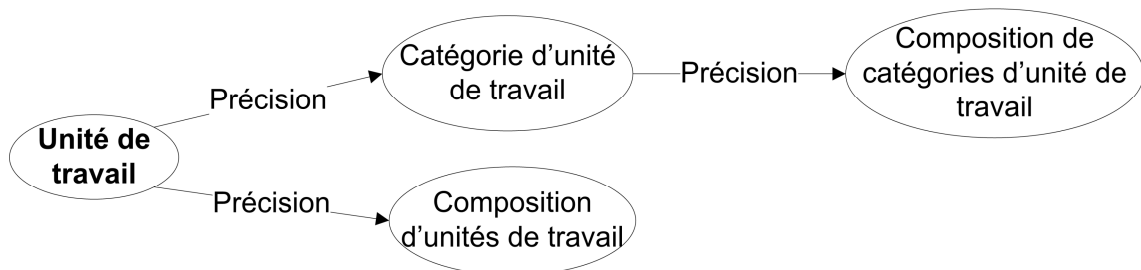 Unité de
travail
Précision
Catégorie d'unité
de travail
Précision
Composition de
catégories d'unité de
travail
Précision
Composition
d'unités de travail